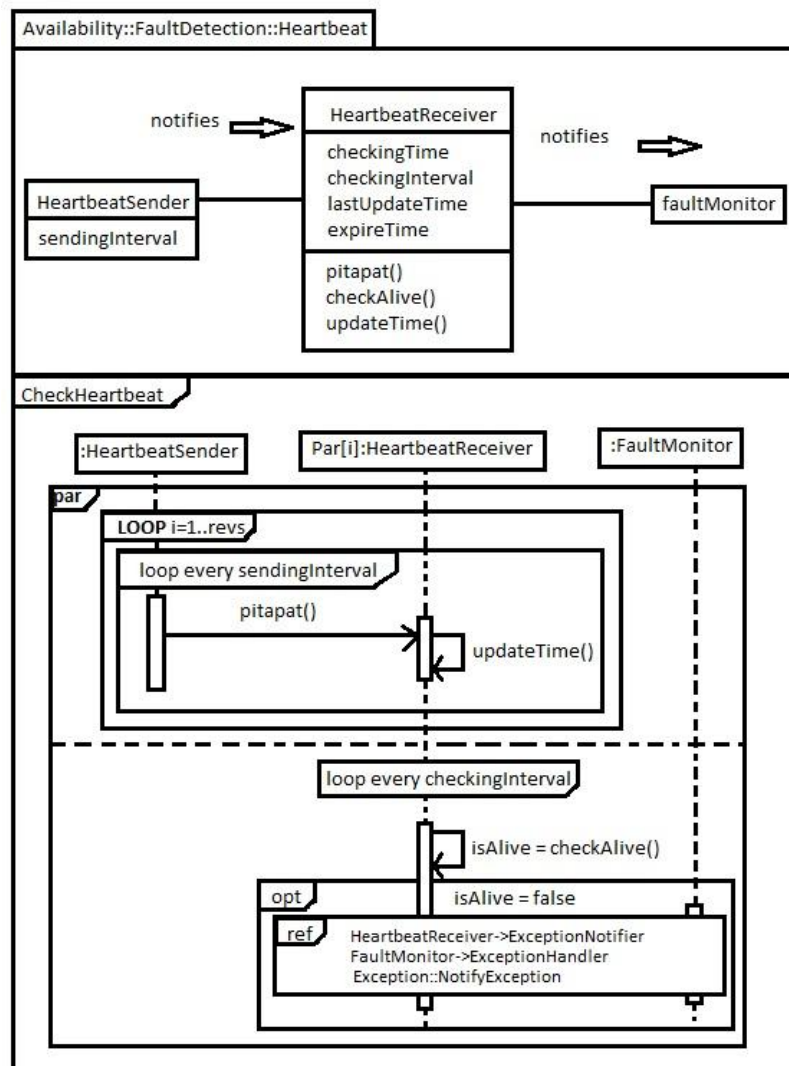 Availability::FaultDetection::Heartbeat
notifies
HeartbeatReceiver
notifies
checkingTime
checkingInterval
lastUpdateTime
expireTime
HeartbeatSender
sendingInterval
faultMonitor
pitapat()
checkAlive()
updateTime()
CheckHeartbeat
:HeartbeatSender
Par[i]:HeartbeatReceiver
:FaultMonitor
par
LOOP i=1..revs
loop every sendingInterval
pitapat()
updateTime()
loop every checkingInterval
isAlive = checkAlive()
opt
isAlive = false
ref
HeartbeatReceiver->ExceptionNotifier
FaultMonitor->ExceptionHandler
Exception::NotifyException